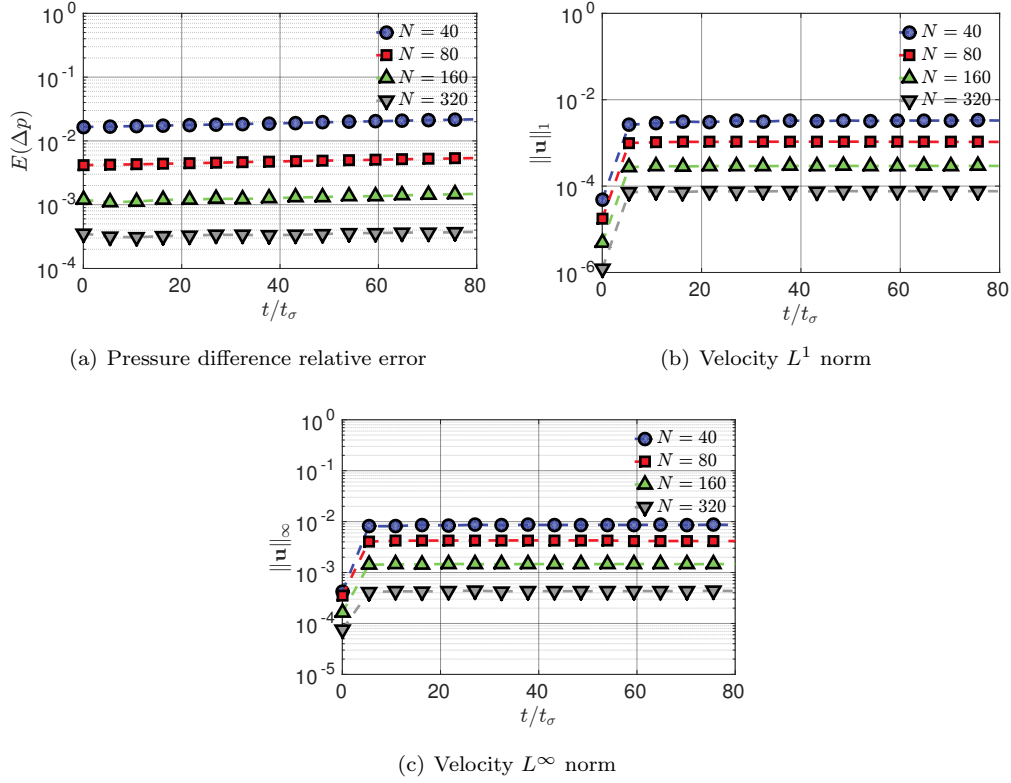 10^0
10^-1
10^-2
10^-3
10^-4
E(Δp)
N = 40
N = 80
N = 160
N = 320
0 20 40 60 80
t/t_σ
(a) Pressure difference relative error
10^0
10^-2
10^-4
10^-6
‖u‖_1
N = 40
N = 80
N = 160
N = 320
0 20 40 60 80
t/t_σ
(b) Velocity L^1 norm
10^0
10^-1
10^-2
10^-3
10^-4
10^-5
‖u‖_∞
N = 40
N = 80
N = 160
N = 320
0 20 40 60 80
t/t_σ
(c) Velocity L^∞ norm